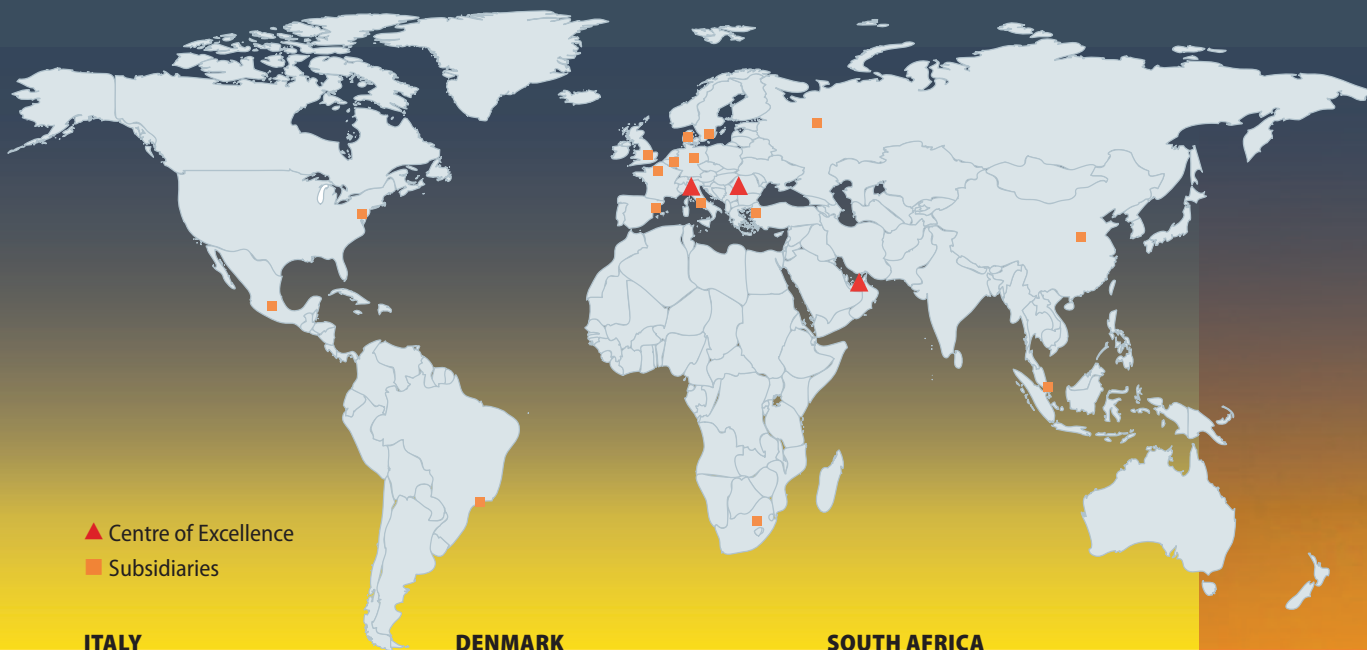 Centre of Excellence
Subsidiaries
ITALY
DENMARK
SOUTH AFRICA